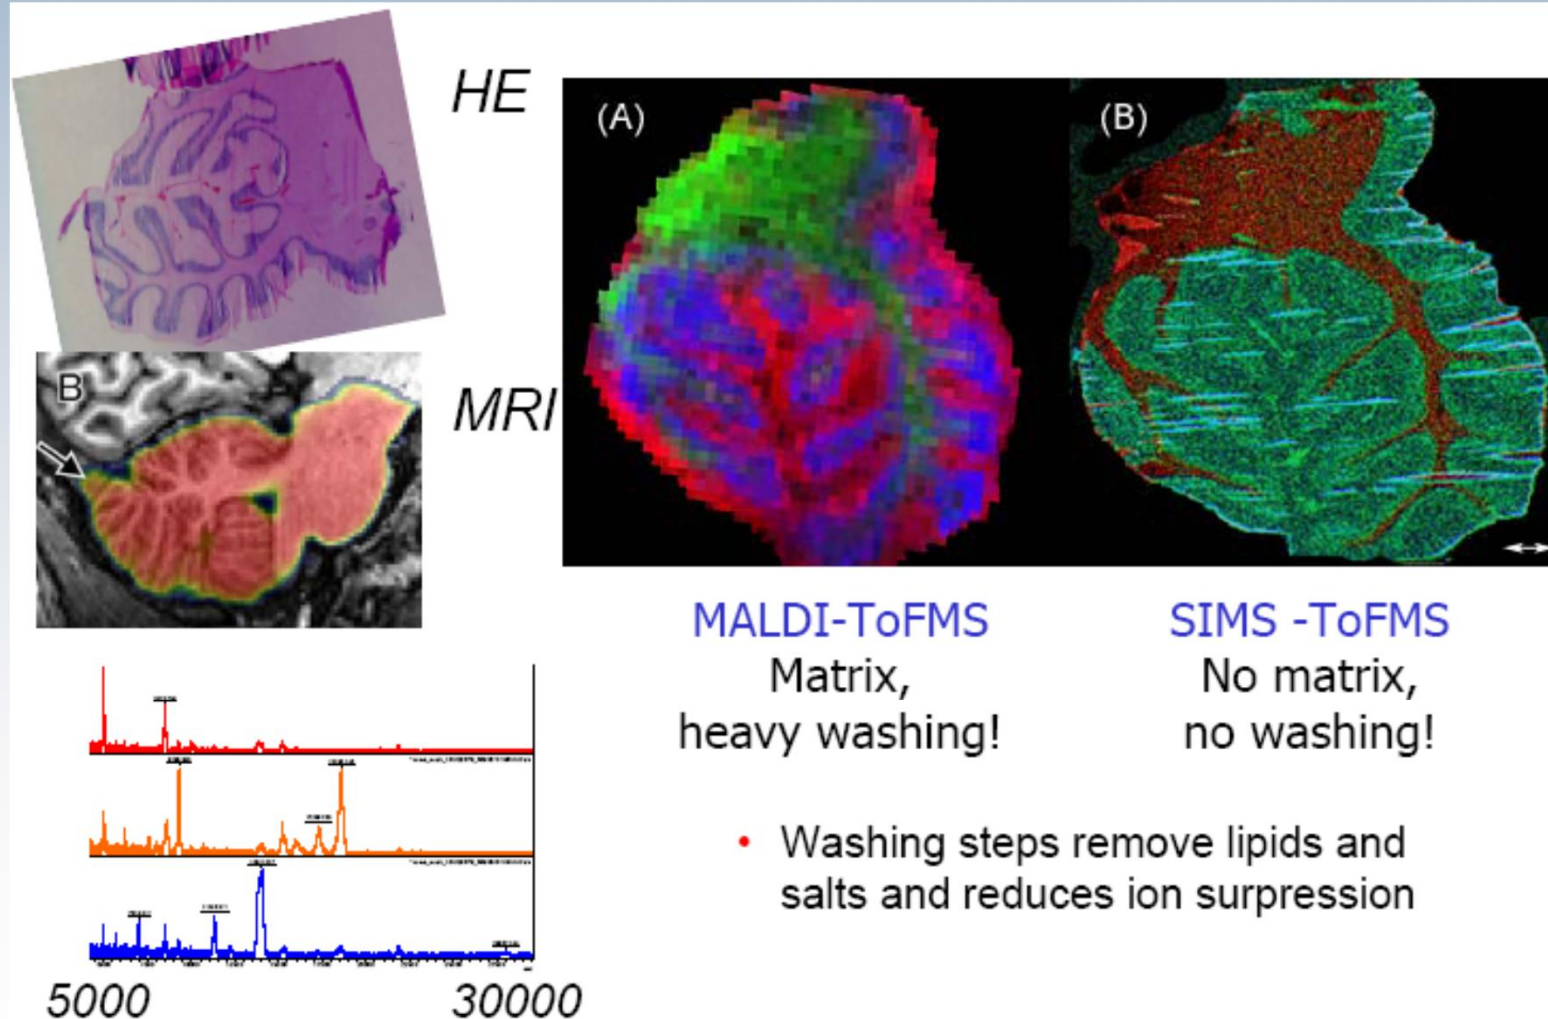 HE
(A)
(B)
B
MRI
MALDI-ToFMS
Matrix,
heavy washing!
SIMS -ToFMS
No matrix,
no washing!
• Washing steps remove lipids and
salts and reduces ion surpression
5000
30000